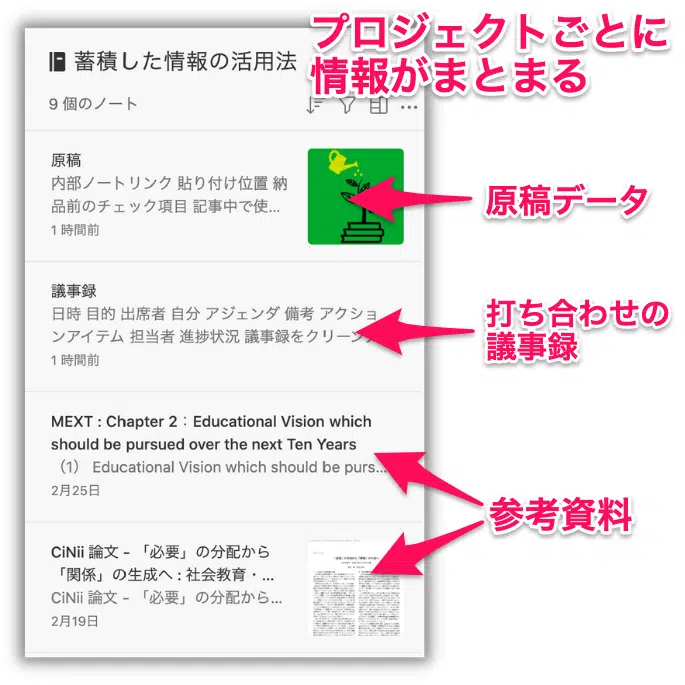 プロジェクトごとに
情報がまとまる
蓄積した情報の活用法
9 個のノート
原稿
内部ノートリンク 貼り付け位置 納
品前のチェック項目 記事中で使...
1 時間前
原稿データ
議事録
日時 目的 出席者 自分 アジェンダ 備考 アクショ
ンアイテム 担当者 進捗状況 議事録をクリーン
1 時間前
打ち合わせの
議事録
MEXT : Chapter 2：Educational Vision which
should be pursued over the next Ten Years
（1） Educational Vision which should be purs...
2月25日
参考資料
CiNii 論文 - 「必要」の分配から
「関係」の生成へ : 社会教育・...
CiNii 論文 - 「必要」の分配から...
2月19日